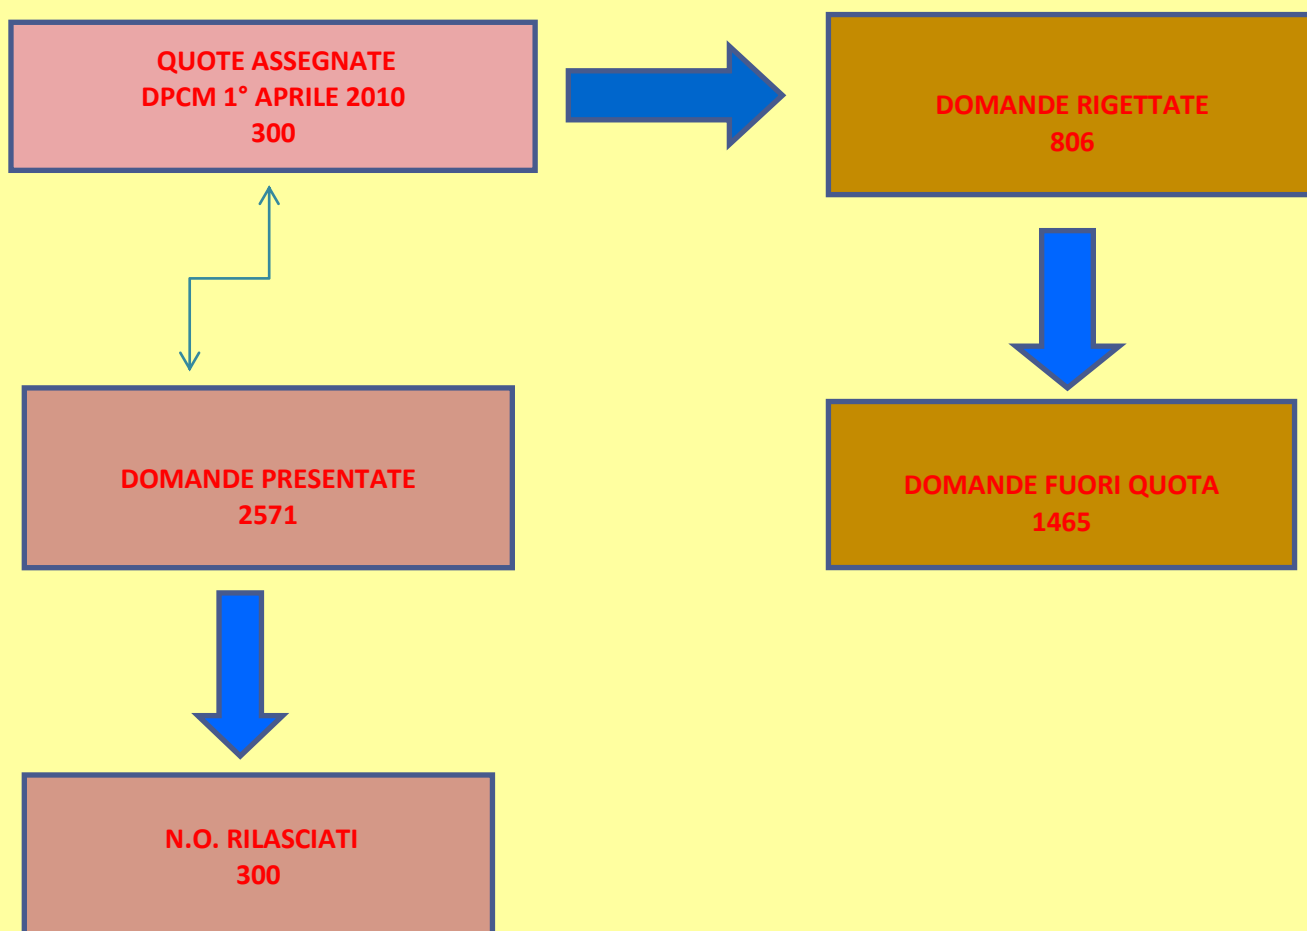 QUOTE ASSEGNATE
DPCM 1° APRILE 2010
300
DOMANDE RIGETTATE
806
DOMANDE PRESENTATE
2571
DOMANDE FUORI QUOTA
1465
N.O. RILASCIATI
300